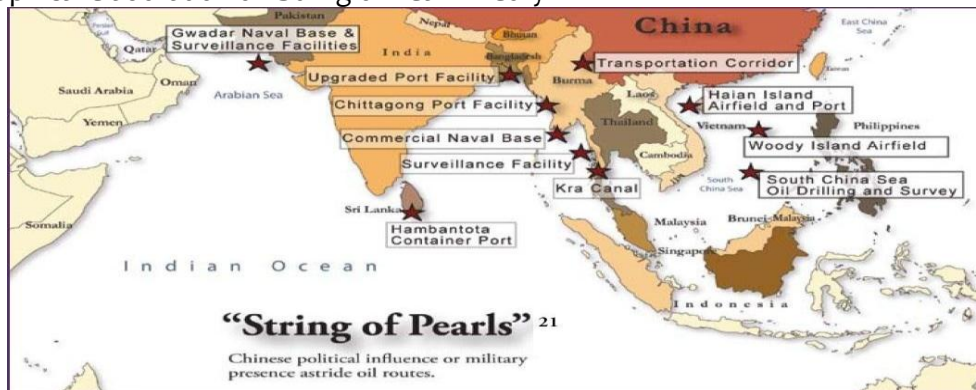 Pakistan
Nepal
China
East China
Sea
Gwadar Naval Base &
Surveillance Facilities
Bhutan
India
Bangladesh
Qatar
Transportation Corridor
Upgraded Port Facility
Burma
Taiwan
Oman
Saudi Arabia
Arabian Sea
Laos
Haian Island
Airfield and Port
Chittagong Port Facility
Yemen
Thailand
Vietnam
Philippines
Commercial Naval Base
Woody Island Airfield
Cambodia
Surveillance Facility
South
China Sea
South China Sea
Oil Drilling and Survey
Kra Canal
Sri Lanka
Somalia
Malaysia
Brunei
Malaysia
Hambantota
Container Port
Singapore
Indian Ocean
Indonesia
"String of Pearls" 21
Chinese political influence or military
presence astride oil routes.